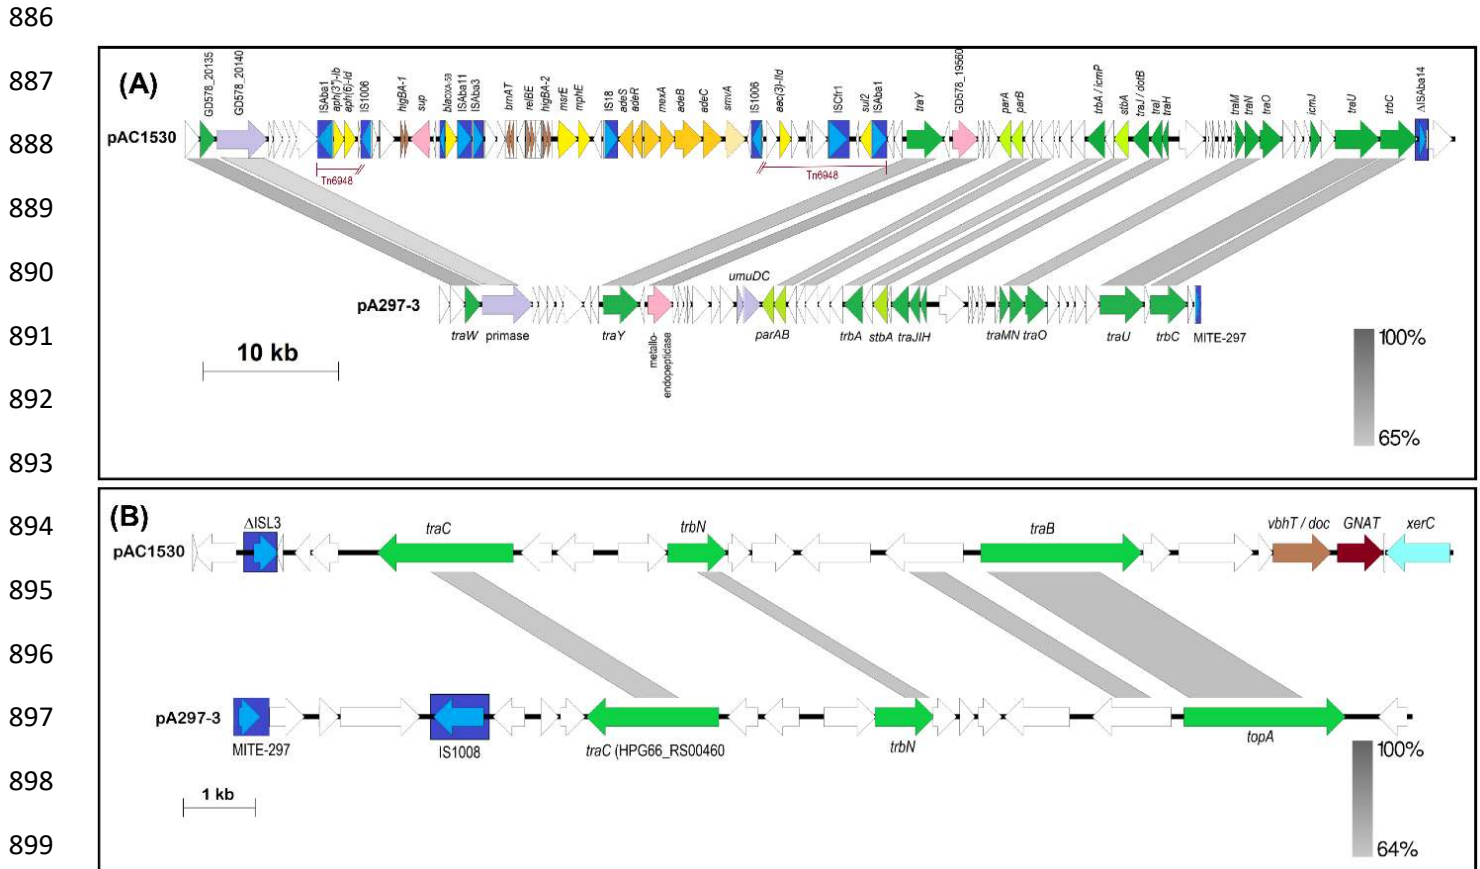 886
887
888
889
890
891
892
893
894
895
896
897
898
899
(A)
GD578_20135
GD578_20140
ISAba1
aph(3")-Ib
aph(6)-Id
IS1006
higBA-1
sup
blaOXA-58
ISAba11
ISAba3
brnAT
relBE
higBA-2
msrE
mphE
IS18
adeS
adeR
mexA
adeB
adeC
smvA
IS1006
aac(3)-IId
ISCfr1
sul2
ISAba1
traY
GD578_19560
parA
parB
trbA / icmP
stbA
traJ / dotB
traI
traH
traM
traN
traO
icmJ
traU
trbC
ΔISAba14
pAC1530
Tn6948
Tn6948
pA297-3
umuDC
traW
primase
traY
metallo-
endopepticlase
parAB
trbA
stbA
traJIH
traMN
traO
traU
trbC
MITE-297
10 kb
100%
65%
(B)
ΔISL3
traC
trbN
traB
vbhT / doc
GNAT
xerC
pAC1530
pA297-3
MITE-297
IS1008
traC (HPG66_RS00460
trbN
topA
1 kb
100%
64%